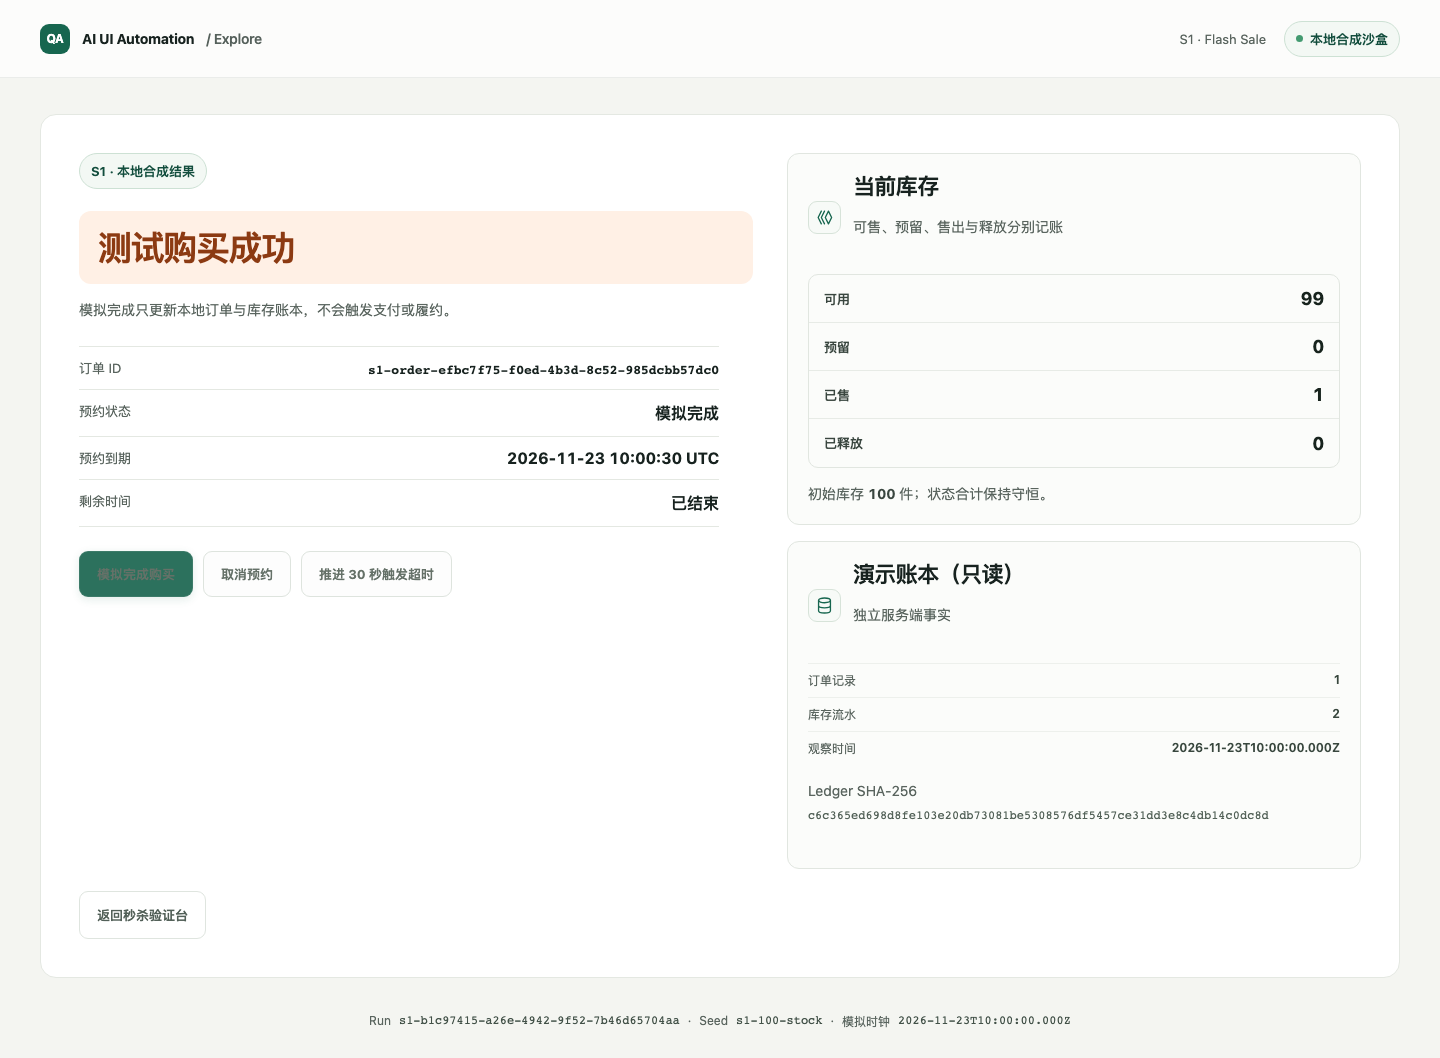 QA AI UI Automation / Explore
S1 · Flash Sale
本地合成沙盒
S1 · 本地合成结果
测试购买成功
模拟完成只更新本地订单与库存账本，不会触发支付或履约。
订单 ID s1-order-efbc7f75-f0ed-4b3d-8c52-985dcbb57dc0
预约状态 模拟完成
预约到期 2026-11-23 10:00:30 UTC
剩余时间 已结束
模拟完成购买 取消预约 推进 30 秒触发超时
返回秒杀验证台
当前库存
可售、预留、售出与释放分别记账
可用 99
预留 0
已售 1
已释放 0
初始库存 100 件；状态合计保持守恒。
演示账本（只读）
独立服务端事实
订单记录 1
库存流水 2
观察时间 2026-11-23T10:00:00.000Z
Ledger SHA-256
c6c365ed698d8fe103e20db73081be5308576df5457ce31dd3e8c4db14c0dc8d
Run s1-b1c97415-a26e-4942-9f52-7b46d65704aa · Seed s1-100-stock · 模拟时钟 2026-11-23T10:00:00.000Z